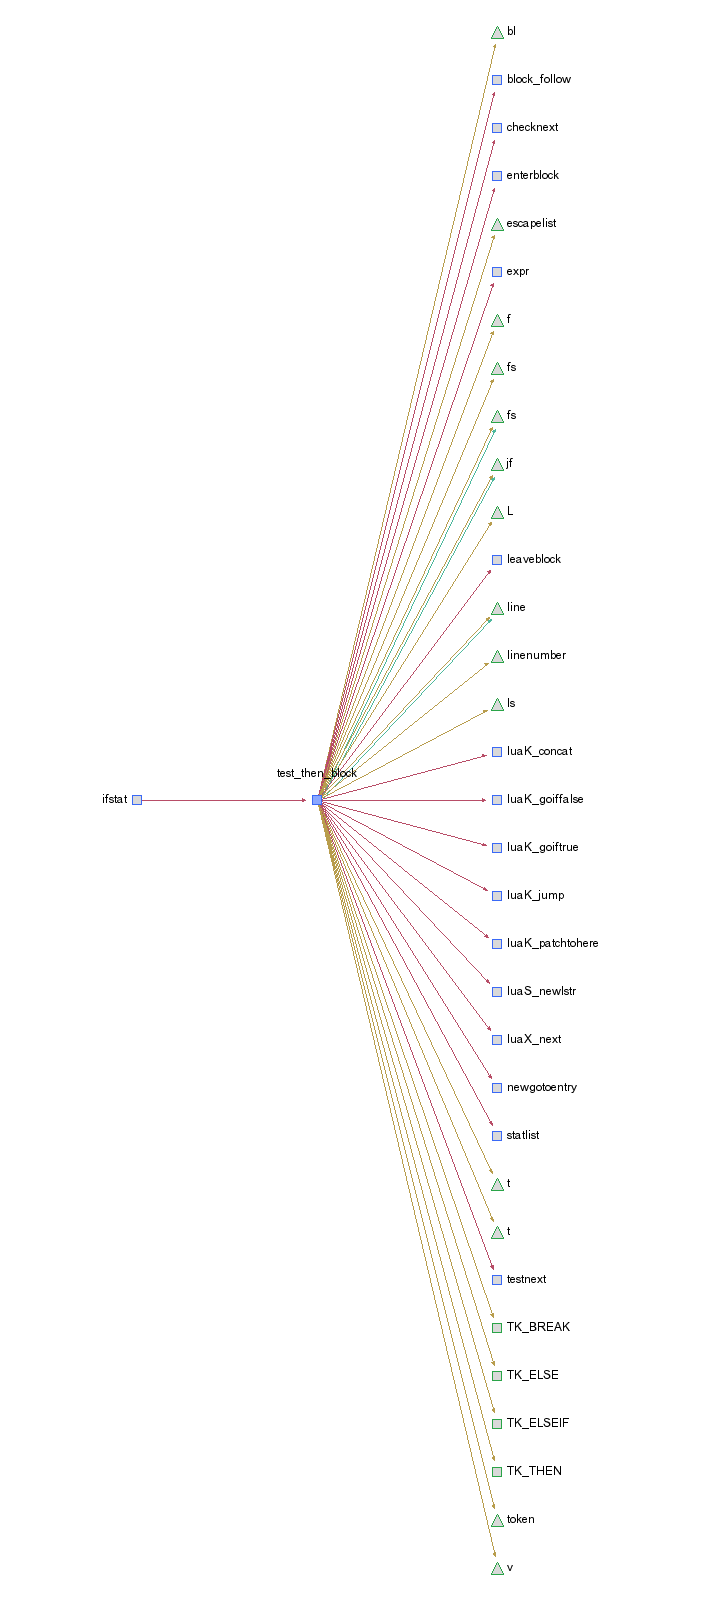 bl
block_follow
checknext
enterblock
escapelist
expr
f
fs
fs
jf
L
leaveblock
line
linenumber
ls
luaK_concat
test_then_block
ifstat
luaK_goiffalse
luaK_goiftrue
luaK_jump
luaK_patchtohere
luaS_newlstr
luaX_next
newgotoentry
statlist
t
t
testnext
TK_BREAK
TK_ELSE
TK_ELSEIF
TK_THEN
token
v